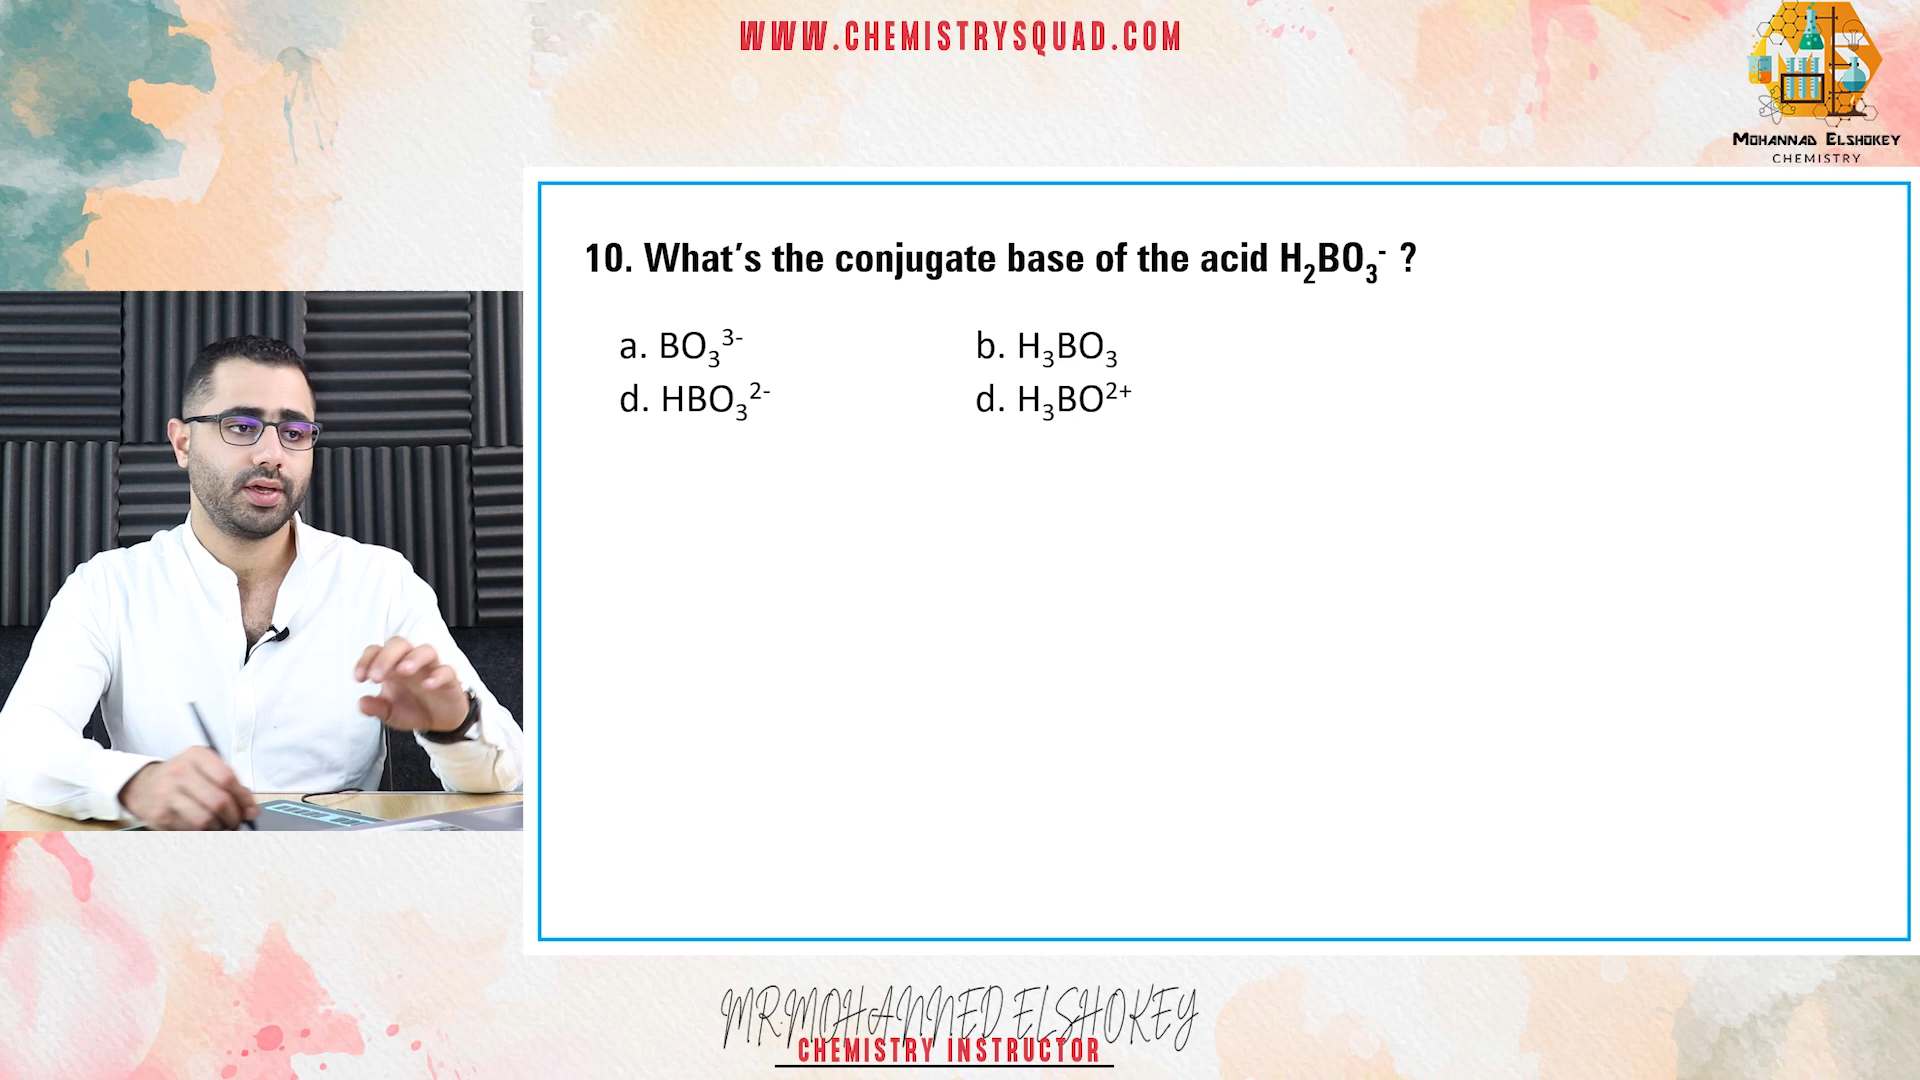 WWW.CHEMISTRYSQUAD.COM
MS
MOHANNAD ELSHOKEY
CHEMISTRY
10. What’s the conjugate base of the acid H₂BO₃⁻ ?
a. BO₃³⁻ b. H₃BO₃
d. HBO₃²⁻ d. H₃BO²⁺
MR.MOHANNED ELSHOKEY
CHEMISTRY INSTRUCTOR